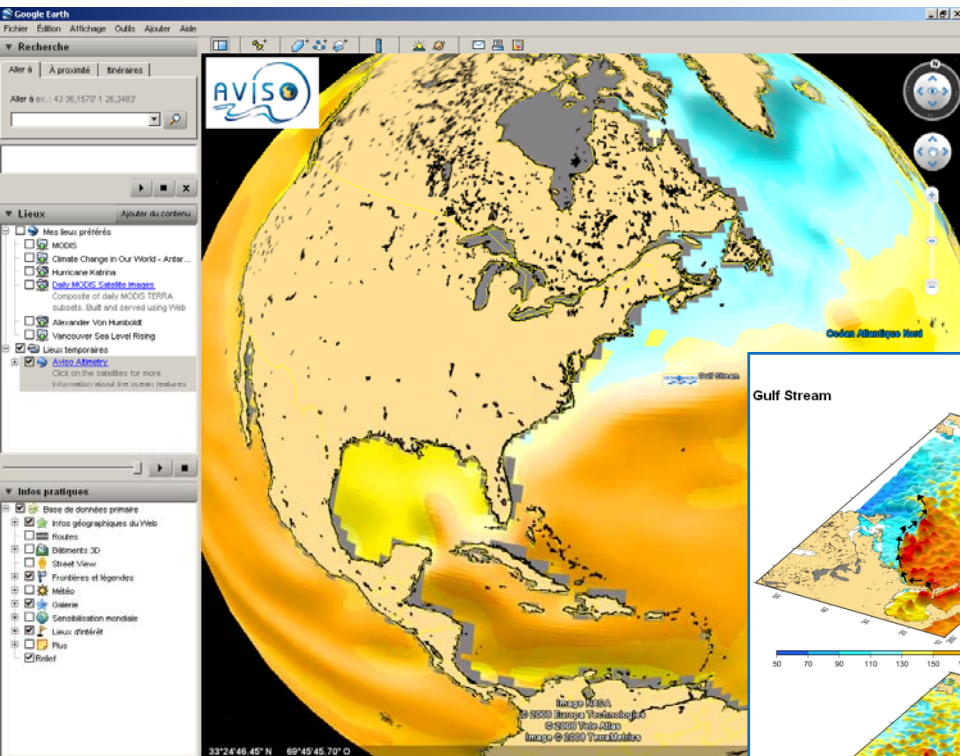 Google Earth
Fichier Édition Affichage Outils Ajouter Aide
Recherche
Aller à À proximité Itinéraires
Aller à ex. : 43 36,1570' 1 26,3483'
Lieux
Ajouter du contenu
Mes lieux préférés
MODIS
Climate Change in Our World - Antar...
Hurricane Katrina
Daily MODIS Satellite Images
Composite of daily MODIS TERRA
subsets. Built and served using Web
Alexander Von Humboldt
Vancouver Sea Level Rising
Lieux temporaires
Aviso Altimetry
Click on the satellites for more
information about the ocean features
Infos pratiques
Base de données primaire
Infos géographiques du Web
Routes
Bâtiments 3D
Street View
Frontières et légendes
Météo
Galerie
Sensibilisation mondiale
Lieux d'intérêt
Plus
Relief
AVISO
N
Océan Atlantique Nord
Gulf Stream
Gulf Stream
50 70 90 110 130 150
Image NASA
© 2008 Europa Technologies
© 2008 Tele Atlas
Image © 2008 TerraMetrics
33°24'46.45" N 69°45'45.70" O